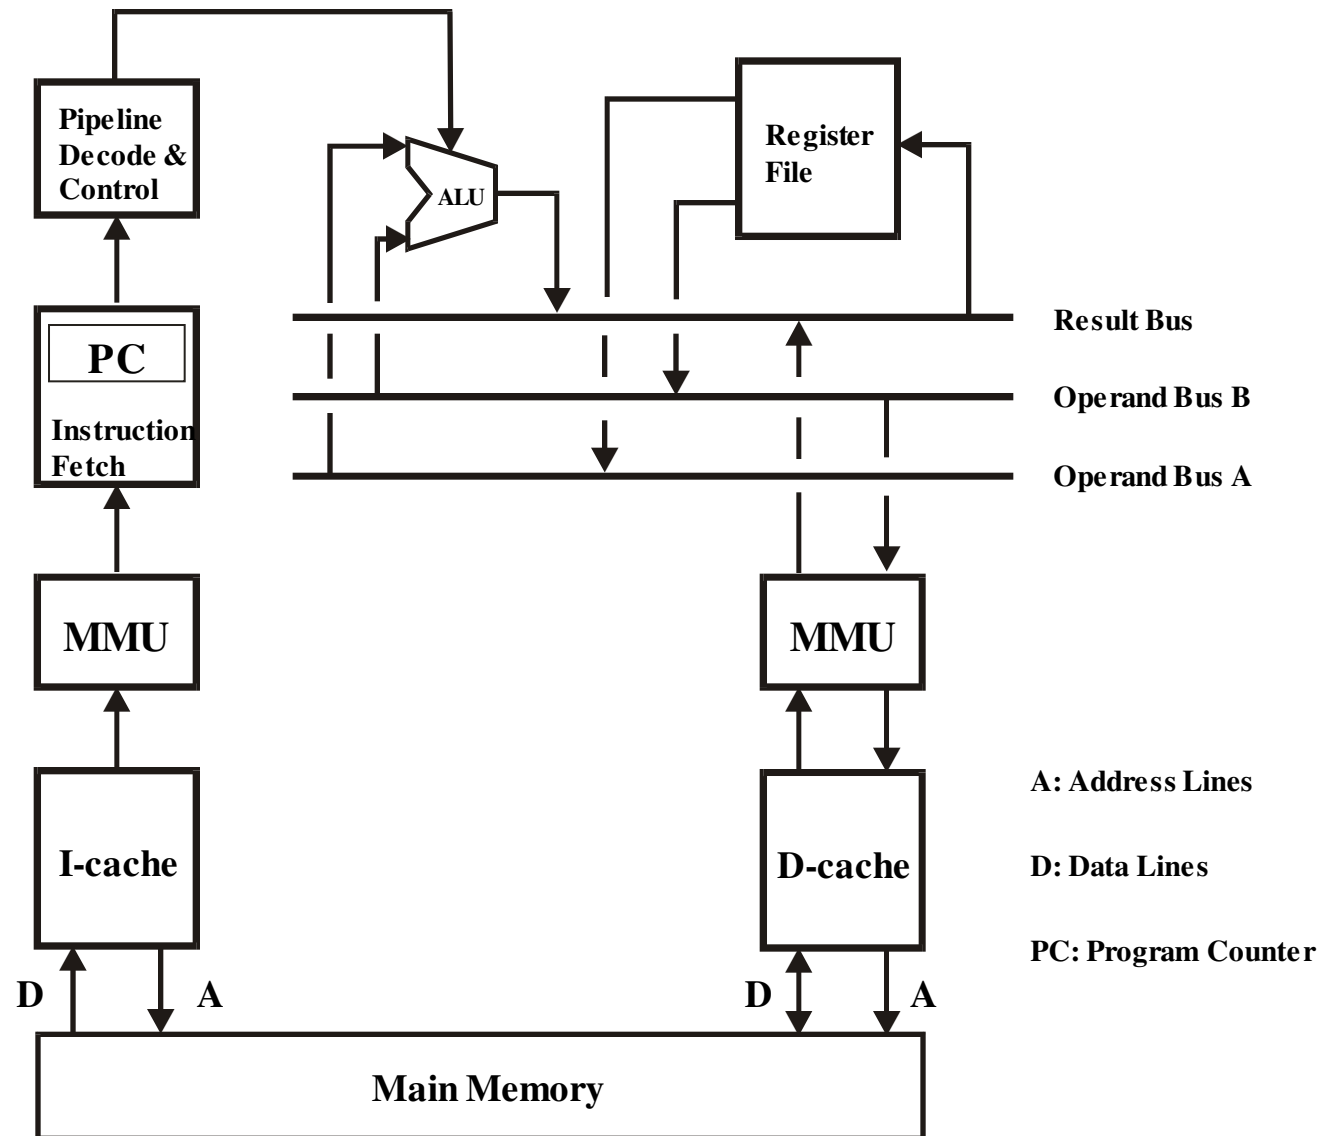 Pipeline
Decode &
Control
ALU
Register
File
PC
Instruction
Fetch
Result Bus
Operand Bus B
Operand Bus A
MMU
MMU
I-cache
D-cache
A: Address Lines
D: Data Lines
PC: Program Counter
D
A
D
A
Main Memory